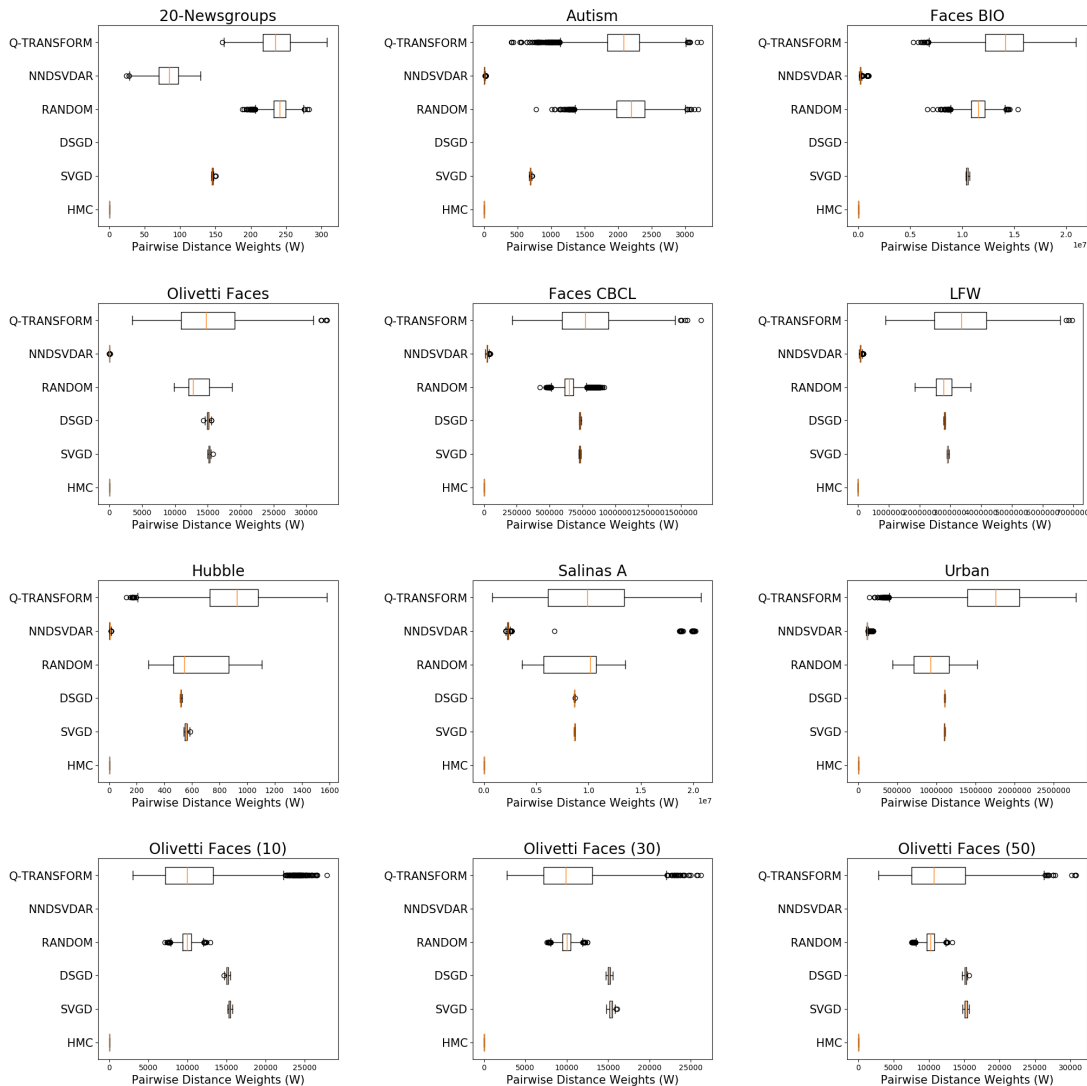 20-Newsgroups
Q-TRANSFORM
NNDSVDAR
RANDOM
DSGD
SVGD
HMC
0 50 100 150 200 250 300
Pairwise Distance Weights (W)
Autism
Q-TRANSFORM
NNDSVDAR
RANDOM
DSGD
SVGD
HMC
0 500 1000 1500 2000 2500 3000
Pairwise Distance Weights (W)
Faces BIO
Q-TRANSFORM
NNDSVDAR
RANDOM
DSGD
SVGD
HMC
0.0 0.5 1.0 1.5 2.0
1e7
Pairwise Distance Weights (W)
Olivetti Faces
Q-TRANSFORM
NNDSVDAR
RANDOM
DSGD
SVGD
HMC
0 5000 10000 15000 20000 25000 30000
Pairwise Distance Weights (W)
Faces CBCL
Q-TRANSFORM
NNDSVDAR
RANDOM
DSGD
SVGD
HMC
0 250000 500000 750000 1000000 1250000 1500000
Pairwise Distance Weights (W)
LFW
Q-TRANSFORM
NNDSVDAR
RANDOM
DSGD
SVGD
HMC
0 1000000 2000000 3000000 4000000 5000000 6000000 7000000
Pairwise Distance Weights (W)
Hubble
Q-TRANSFORM
NNDSVDAR
RANDOM
DSGD
SVGD
HMC
0 200 400 600 800 1000 1200 1400 1600
Pairwise Distance Weights (W)
Salinas A
Q-TRANSFORM
NNDSVDAR
RANDOM
DSGD
SVGD
HMC
0.0 0.5 1.0 1.5 2.0
1e7
Pairwise Distance Weights (W)
Urban
Q-TRANSFORM
NNDSVDAR
RANDOM
DSGD
SVGD
HMC
0 500000 1000000 1500000 2000000 2500000
Pairwise Distance Weights (W)
Olivetti Faces (10)
Q-TRANSFORM
NNDSVDAR
RANDOM
DSGD
SVGD
HMC
0 5000 10000 15000 20000 25000
Pairwise Distance Weights (W)
Olivetti Faces (30)
Q-TRANSFORM
NNDSVDAR
RANDOM
DSGD
SVGD
HMC
0 5000 10000 15000 20000 25000
Pairwise Distance Weights (W)
Olivetti Faces (50)
Q-TRANSFORM
NNDSVDAR
RANDOM
DSGD
SVGD
HMC
0 5000 10000 15000 20000 25000 30000
Pairwise Distance Weights (W)